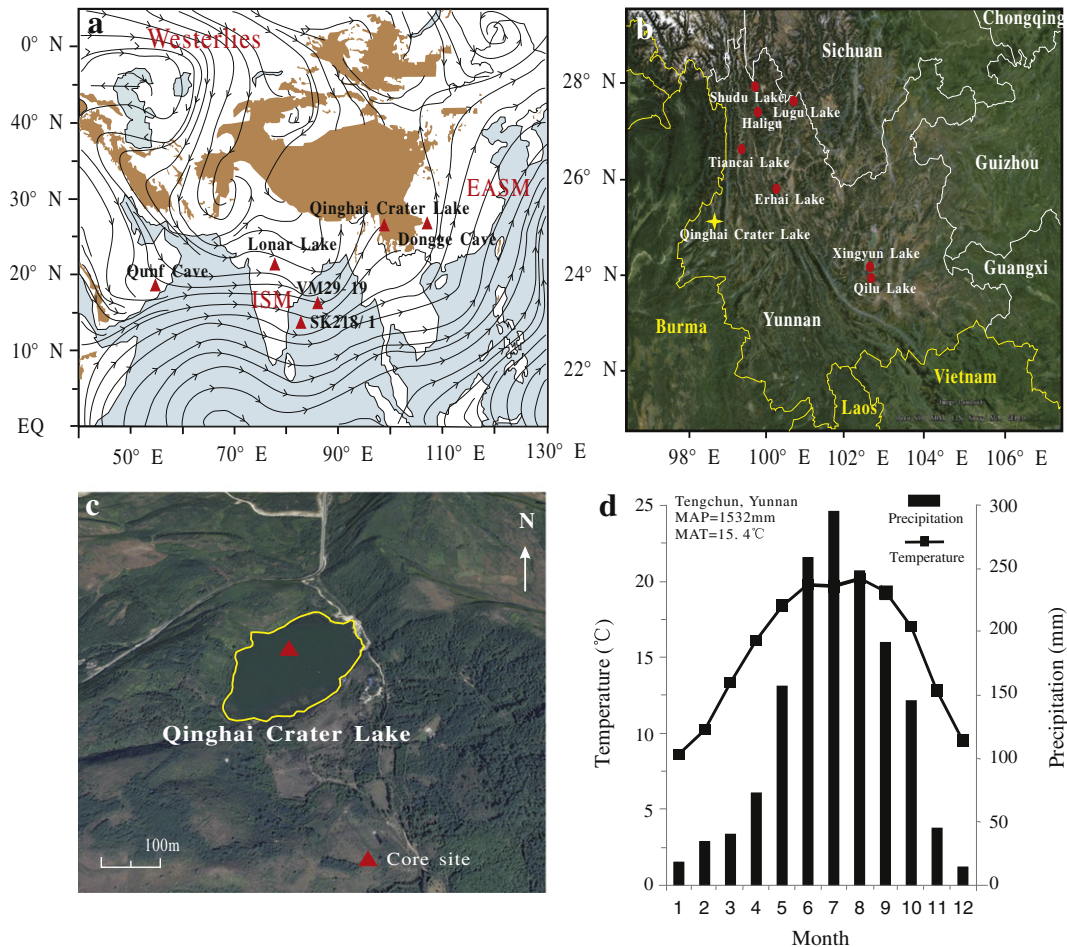 a
Westerlies
0° N
40° N
30° N
20° N
10° N
EQ
EASM
Qinghai Crater Lake
Dongge Cave
Lonar Lake
Qunf Cave
VM29/19
ISM
SK218/1
50° E
70° E
90° E
110° E
130° E
b
Chongqing
Sichuan
28° N
26° N
24° N
22° N
Shudu Lake
Lugu Lake
Haligu
Tiancai Lake
Guizhou
Erhai Lake
Qinghai Crater Lake
Xingyun Lake
Qilu Lake
Guangxi
Burma
Yunnan
Vietnam
Laos
98° E
100° E
102° E
104° E
106° E
c
N
Qinghai Crater Lake
100m
Core site
d
Tengchun, Yunnan
MAP=1532mm
MAT=15. 4℃
Precipitation
Temperature
Temperature (℃)
25
20
15
10
5
0
Precipitation (mm)
300
250
200
150
100
50
00
1 2 3 4 5 6 7 8 9 10 11 12
Month